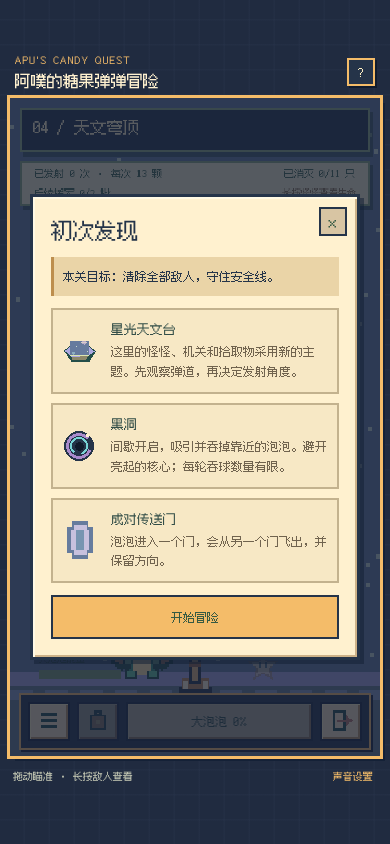 APU'S CANDY QUEST
阿噗的糖果弹弹冒险
?
04 / 天文穹顶
已发射 0 次 · 每次 13 颗
已消灭 0/11 只
初次发现
×
本关目标：清除全部敌人，守住安全线。
星光天文台
这里的怪怪、机关和拾取物采用新的主
题。先观察弹道，再决定发射角度。
黑洞
间歇开启，吸引并吞掉靠近的泡泡。避开
亮起的核心；每轮吞球数量有限。
成对传送门
泡泡进入一个门，会从另一个门飞出，并
保留方向。
开始冒险
大泡泡 0%
拖动瞄准 · 长按敌人查看
声音设置